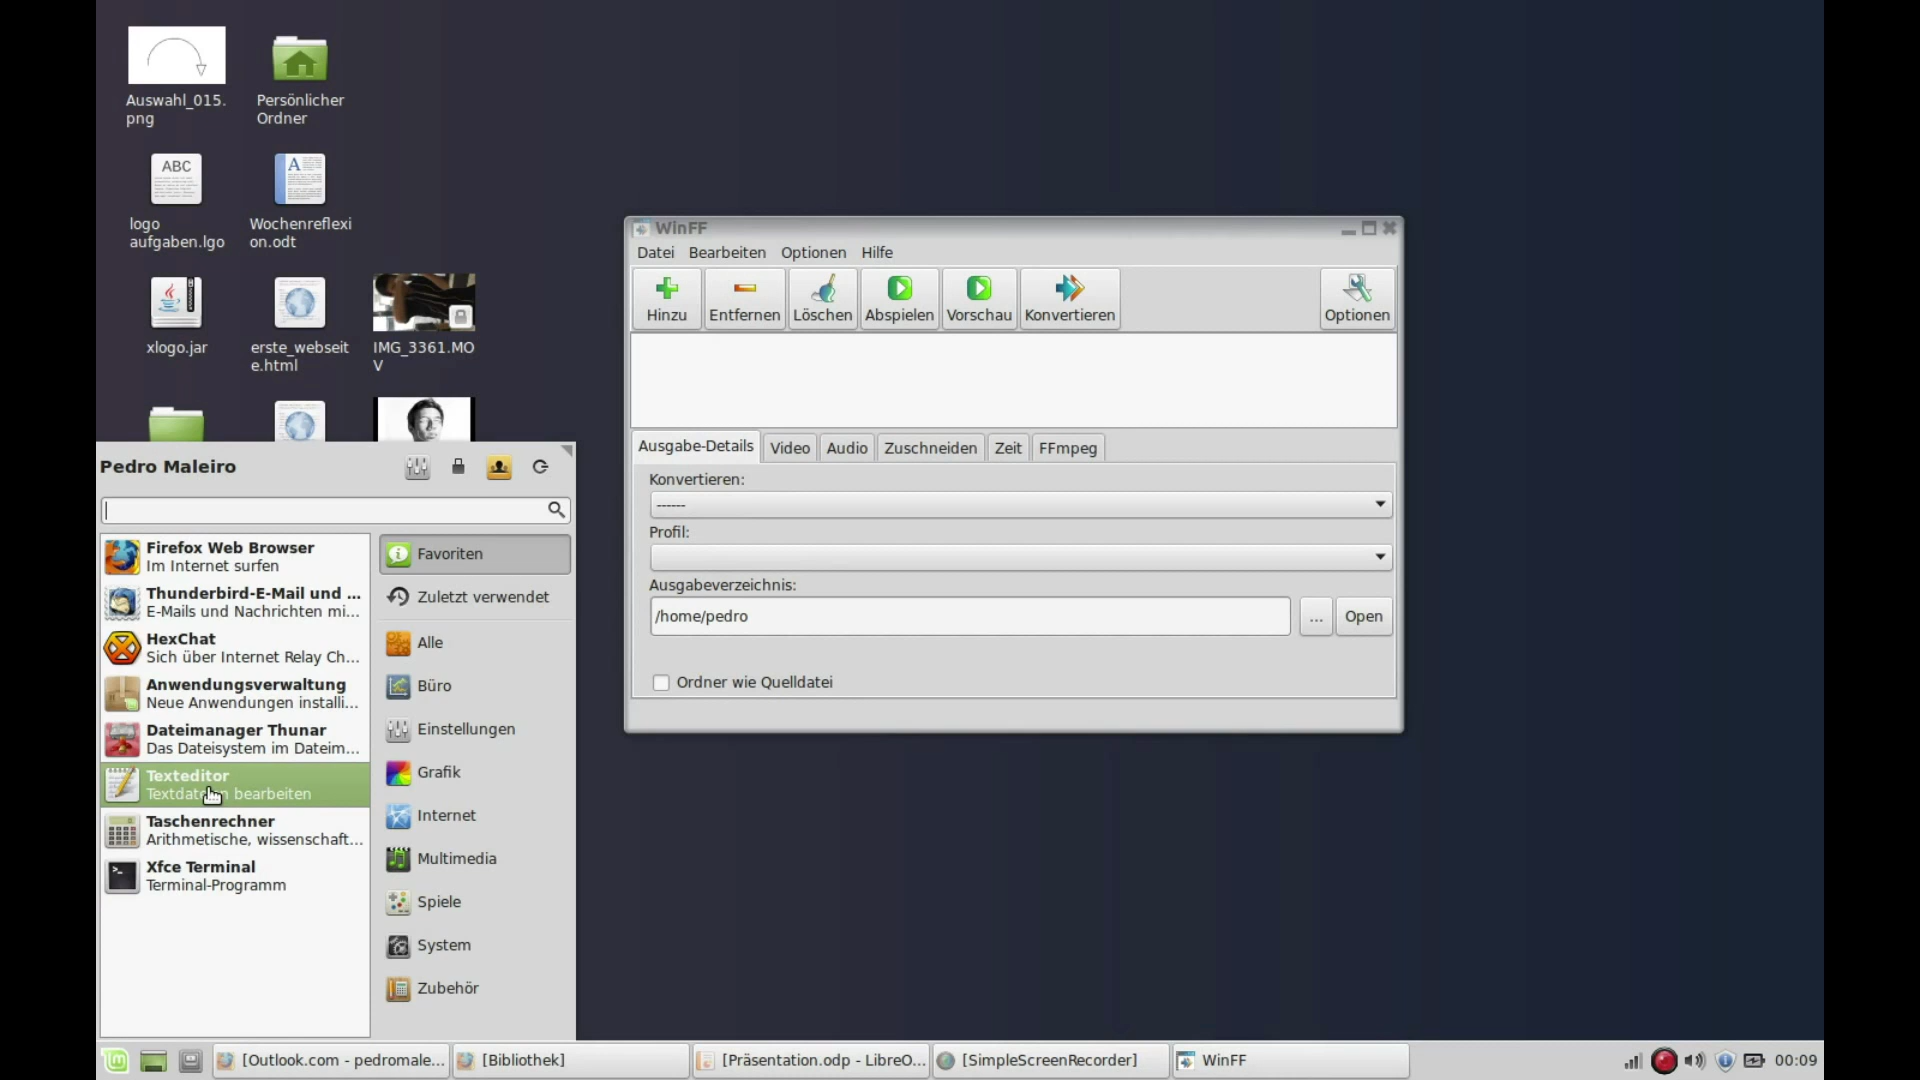 Auswahl_015.
png
Persönlicher
Ordner
ABC
logo
aufgaben.lgo
A
Wochenreflexi
on.odt
xlogo.jar
erste_webseit
e.html
IMG_3361.MO
V
Pedro Maleiro
Firefox Web Browser
Im Internet surfen
Thunderbird-E-Mail und ...
E-Mails und Nachrichten mi...
HexChat
Sich über Internet Relay Ch...
Anwendungsverwaltung
Neue Anwendungen installi...
Dateimanager Thunar
Das Dateisystem im Dateim...
Texteditor
bearbeiten
Taschenrechner
Arithmetische, wissenschaft...
Xfce Terminal
Terminal-Programm
Favoriten
Zuletzt verwendet
Alle
Büro
Einstellungen
Grafik
Internet
Multimedia
Spiele
System
Zubehör
WinFF
Datei Bearbeiten Optionen Hilfe
Hinzu Entfernen Löschen Abspielen Vorschau Konvertieren Optionen
Ausgabe-Details Video Audio Zuschneiden Zeit FFmpeg
Konvertieren:
------
Profil:
Ausgabeverzeichnis:
/home/pedro ... Open
Ordner wie Quelldatei
[Outlook.com - pedromale... [Bibliothek] [Präsentation.odp - LibreO... [SimpleScreenRecorder] WinFF 00:09